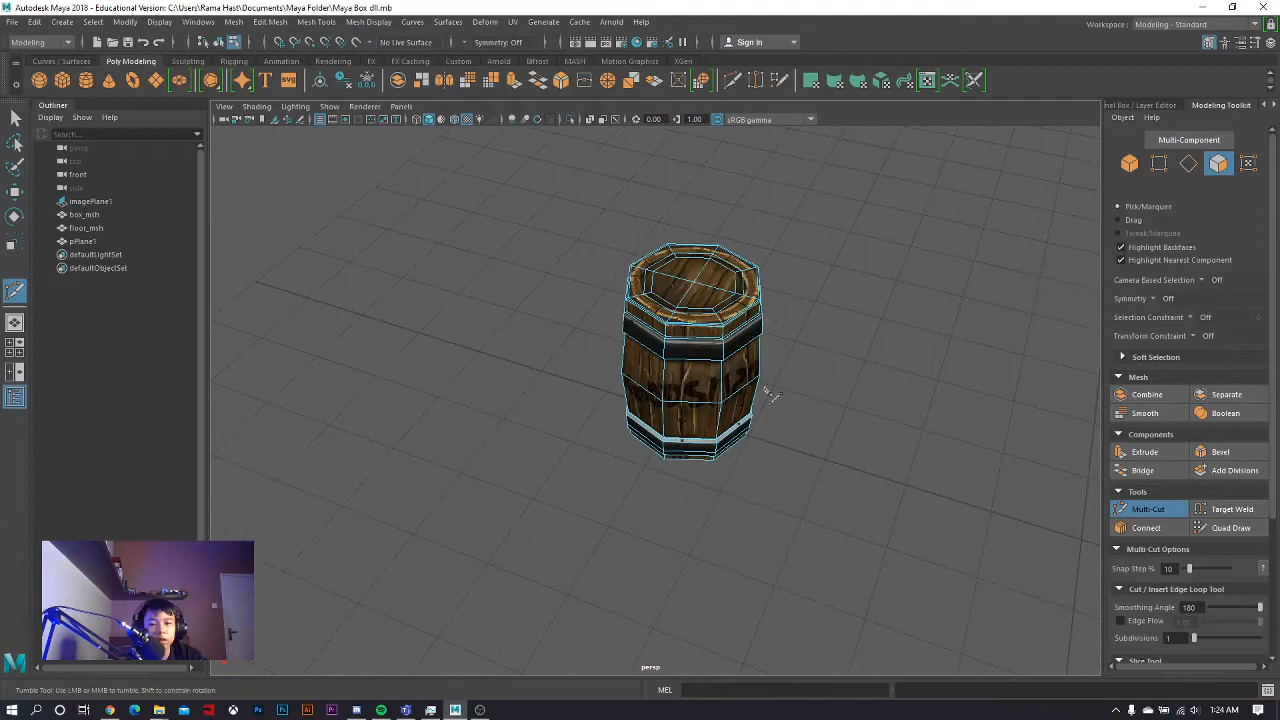 Autodesk Maya 2018 - Educational Version: C:\Users\Rama Hast\Documents\Maya Folder\Maya Box dll.mb
File Edit Create Select Modify Display Windows Mesh Edit Mesh Mesh Tools Mesh Display Curves Surfaces Deform UV Generate Cache Arnold Help
Workspace : Modeling - Standard
Modeling No Live Surface Symmetry: Off Sign In
Curves / Surfaces Poly Modeling Sculpting Rigging Animation Rendering FX FX Caching Custom Arnold Bifrost MASH Motion Graphics XGen
SVG
Outliner
Display Show Help
Search...
persp
top
front
side
imagePlane1
box_msh
floor_msh
pPlane1
defaultLightSet
defaultObjectSet
View Shading Lighting Show Renderer Panels
0.00 1.00 sRGB gamma
persp
nel Box / Layer Editor Modeling Toolkit
Object Help
Multi-Component
Pick/Marquee
Drag
Tweak/Marquee
Highlight Backfaces
Highlight Nearest Component
Camera Based Selection Off
Symmetry Off
Selection Constraint Off 0
Transform Constraint Off
Soft Selection
Mesh
Combine Separate
Smooth Boolean
Components
Extrude Bevel
Bridge Add Divisions
Tools
Multi-Cut Target Weld
Connect Quad Draw
Multi Cut Options
Snap Step % 10 ?
Cut / Insert Edge Loop Tool
Smoothing Angle 180
Edge Flow 1.00
Subdivisions 1
Slice Tool
Tumble Tool: Use LMB or MMB to tumble. Shift to constrain rotation.
MEL
1:24 AM